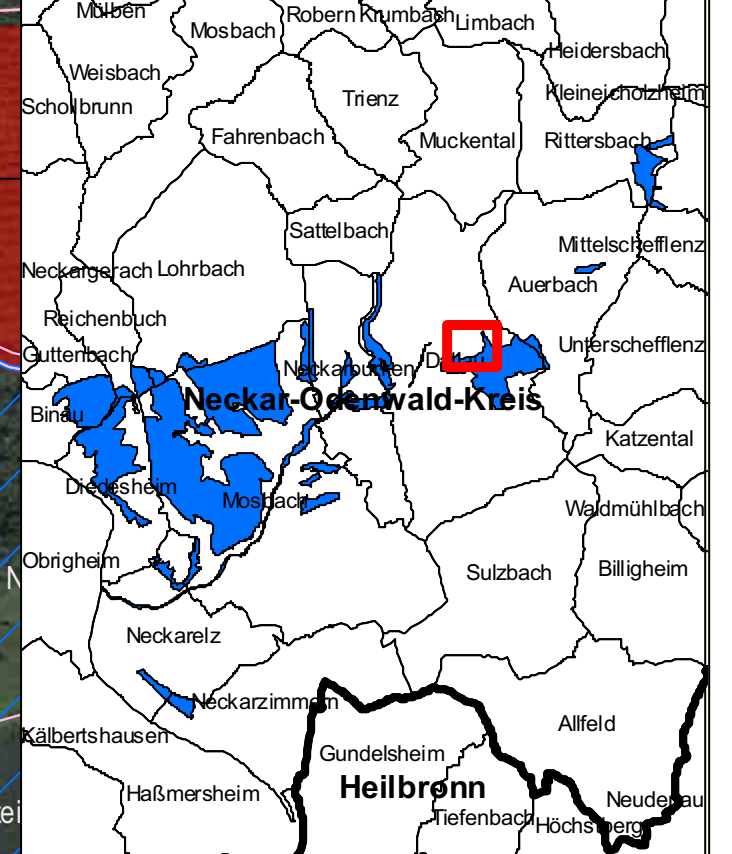 Mülben
Robern
Krumbach
Limbach
Mosbach
Heidersbach
Weisbach
Kleineicholzheim
Schollbrunn
Trienz
Fahrenbach
Muckental
Rittersbach
Sattelbach
Mittelschefflenz
Neckargerach
Lohrbach
Auerbach
Reichenbuch
Unterschefflenz
Guttenbach
Neckarburken
Dallau
Neckar-Odenwald-Kreis
Binau
Katzental
Diedesheim
Mosbach
Waldmühlbach
Obrigheim
Sulzbach
Billigheim
N
Neckarelz
Neckarzimmern
Allfeld
Kälbertshausen
Gundelsheim
Heilbronn
Haßmersheim
Neudenau
ei
Tiefenbach
Höchstberg